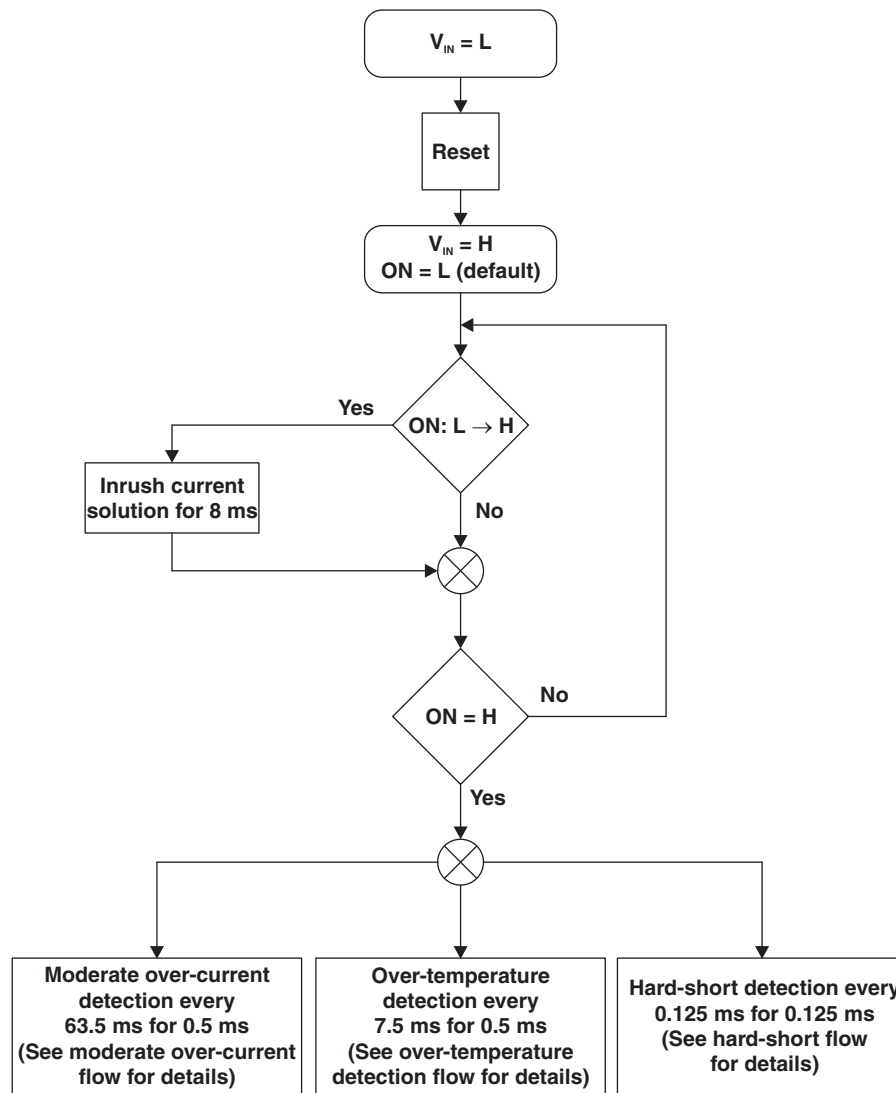 V_IN = L
Reset
V_IN = H
ON = L (default)
ON: L → H
Yes
No
Inrush current
solution for 8 ms
ON = H
No
Yes
Moderate over-current
detection every
63.5 ms for 0.5 ms
(See moderate over-current
flow for details)
Over-temperature
detection every
7.5 ms for 0.5 ms
(See over-temperature
detection flow for details)
Hard-short detection every
0.125 ms for 0.125 ms
(See hard-short flow
for details)